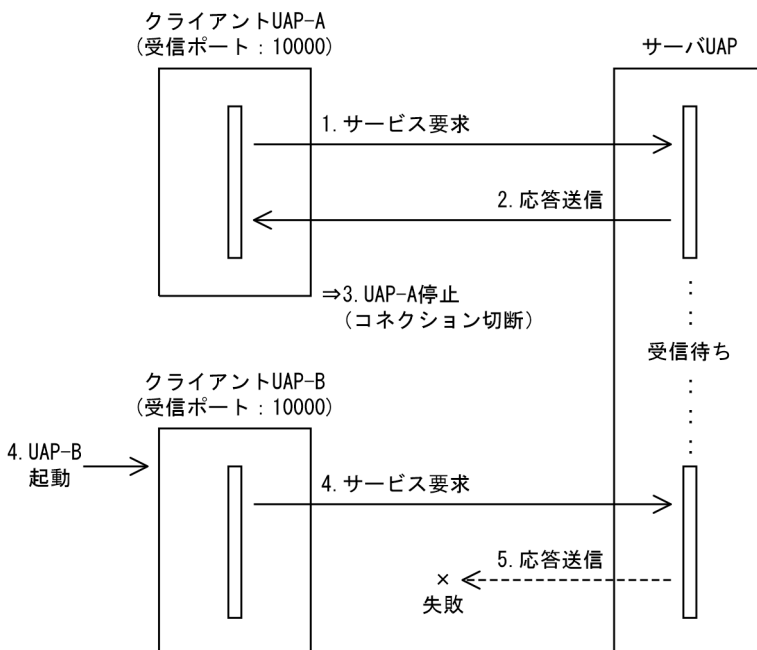 クライアントUAP-A
(受信ポート：10000)
サーバUAP
1.サービス要求
2.応答送信
⇒3.UAP-A停止
(コネクション切断)
受信待ち
クライアントUAP-B
(受信ポート：10000)
4.UAP-B
起動
4.サービス要求
5.応答送信
×
失敗